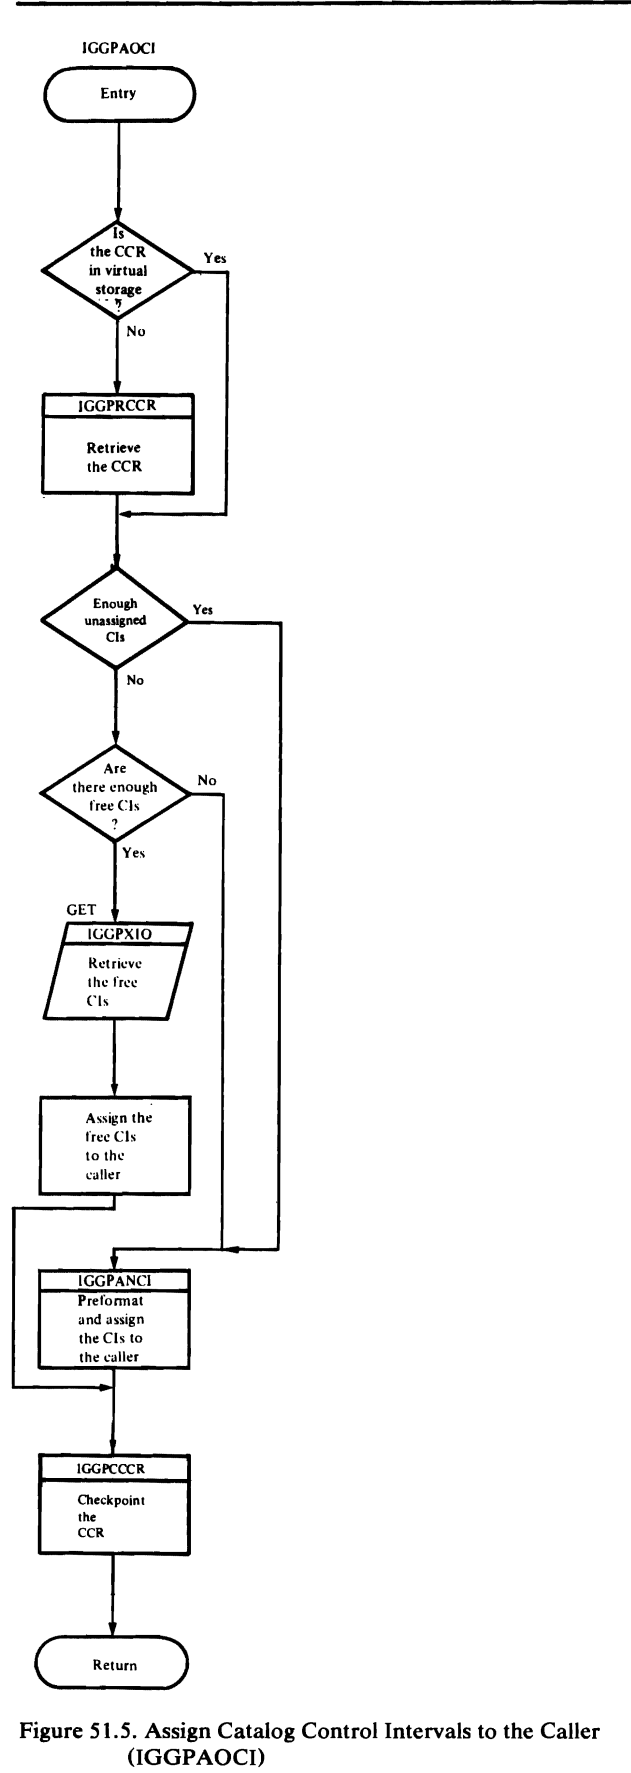 IGGPAOCI
Entry
Is
the CCR
in virtual
storage
?
Yes
No
IGGPRCCR
Retrieve
the CCR
Enough
unassigned
CIs
Yes
No
Are
there enough
free CIs
?
No
Yes
GET
IGGPXIO
Retrieve
the free
CIs
Assign the
free CIs
to the
caller
IGGPANCI
Preformat
and assign
the CIs to
the caller
IGGPCCCR
Checkpoint
the
CCR
Return
Figure 51.5. Assign Catalog Control Intervals to the Caller
(IGGPAOCI)